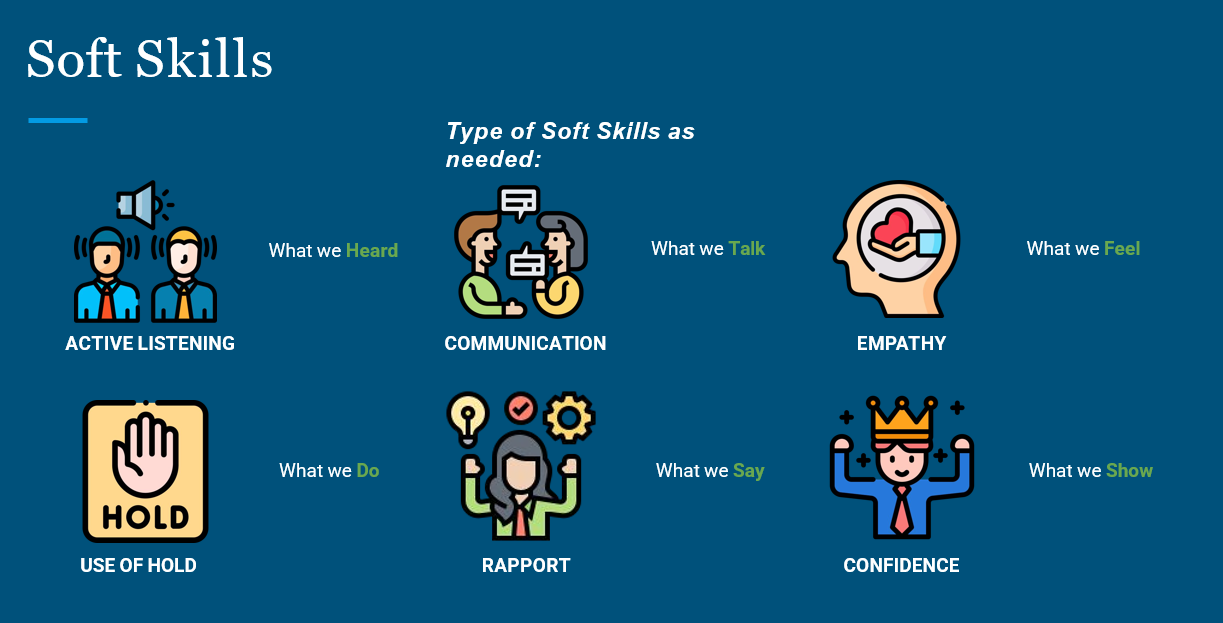 Soft Skills
Type of Soft Skills as
needed:
What we Heard
What we Talk
What we Feel
ACTIVE LISTENING
COMMUNICATION
EMPATHY
HOLD
What we Do
What we Say
What we Show
USE OF HOLD
RAPPORT
CONFIDENCE